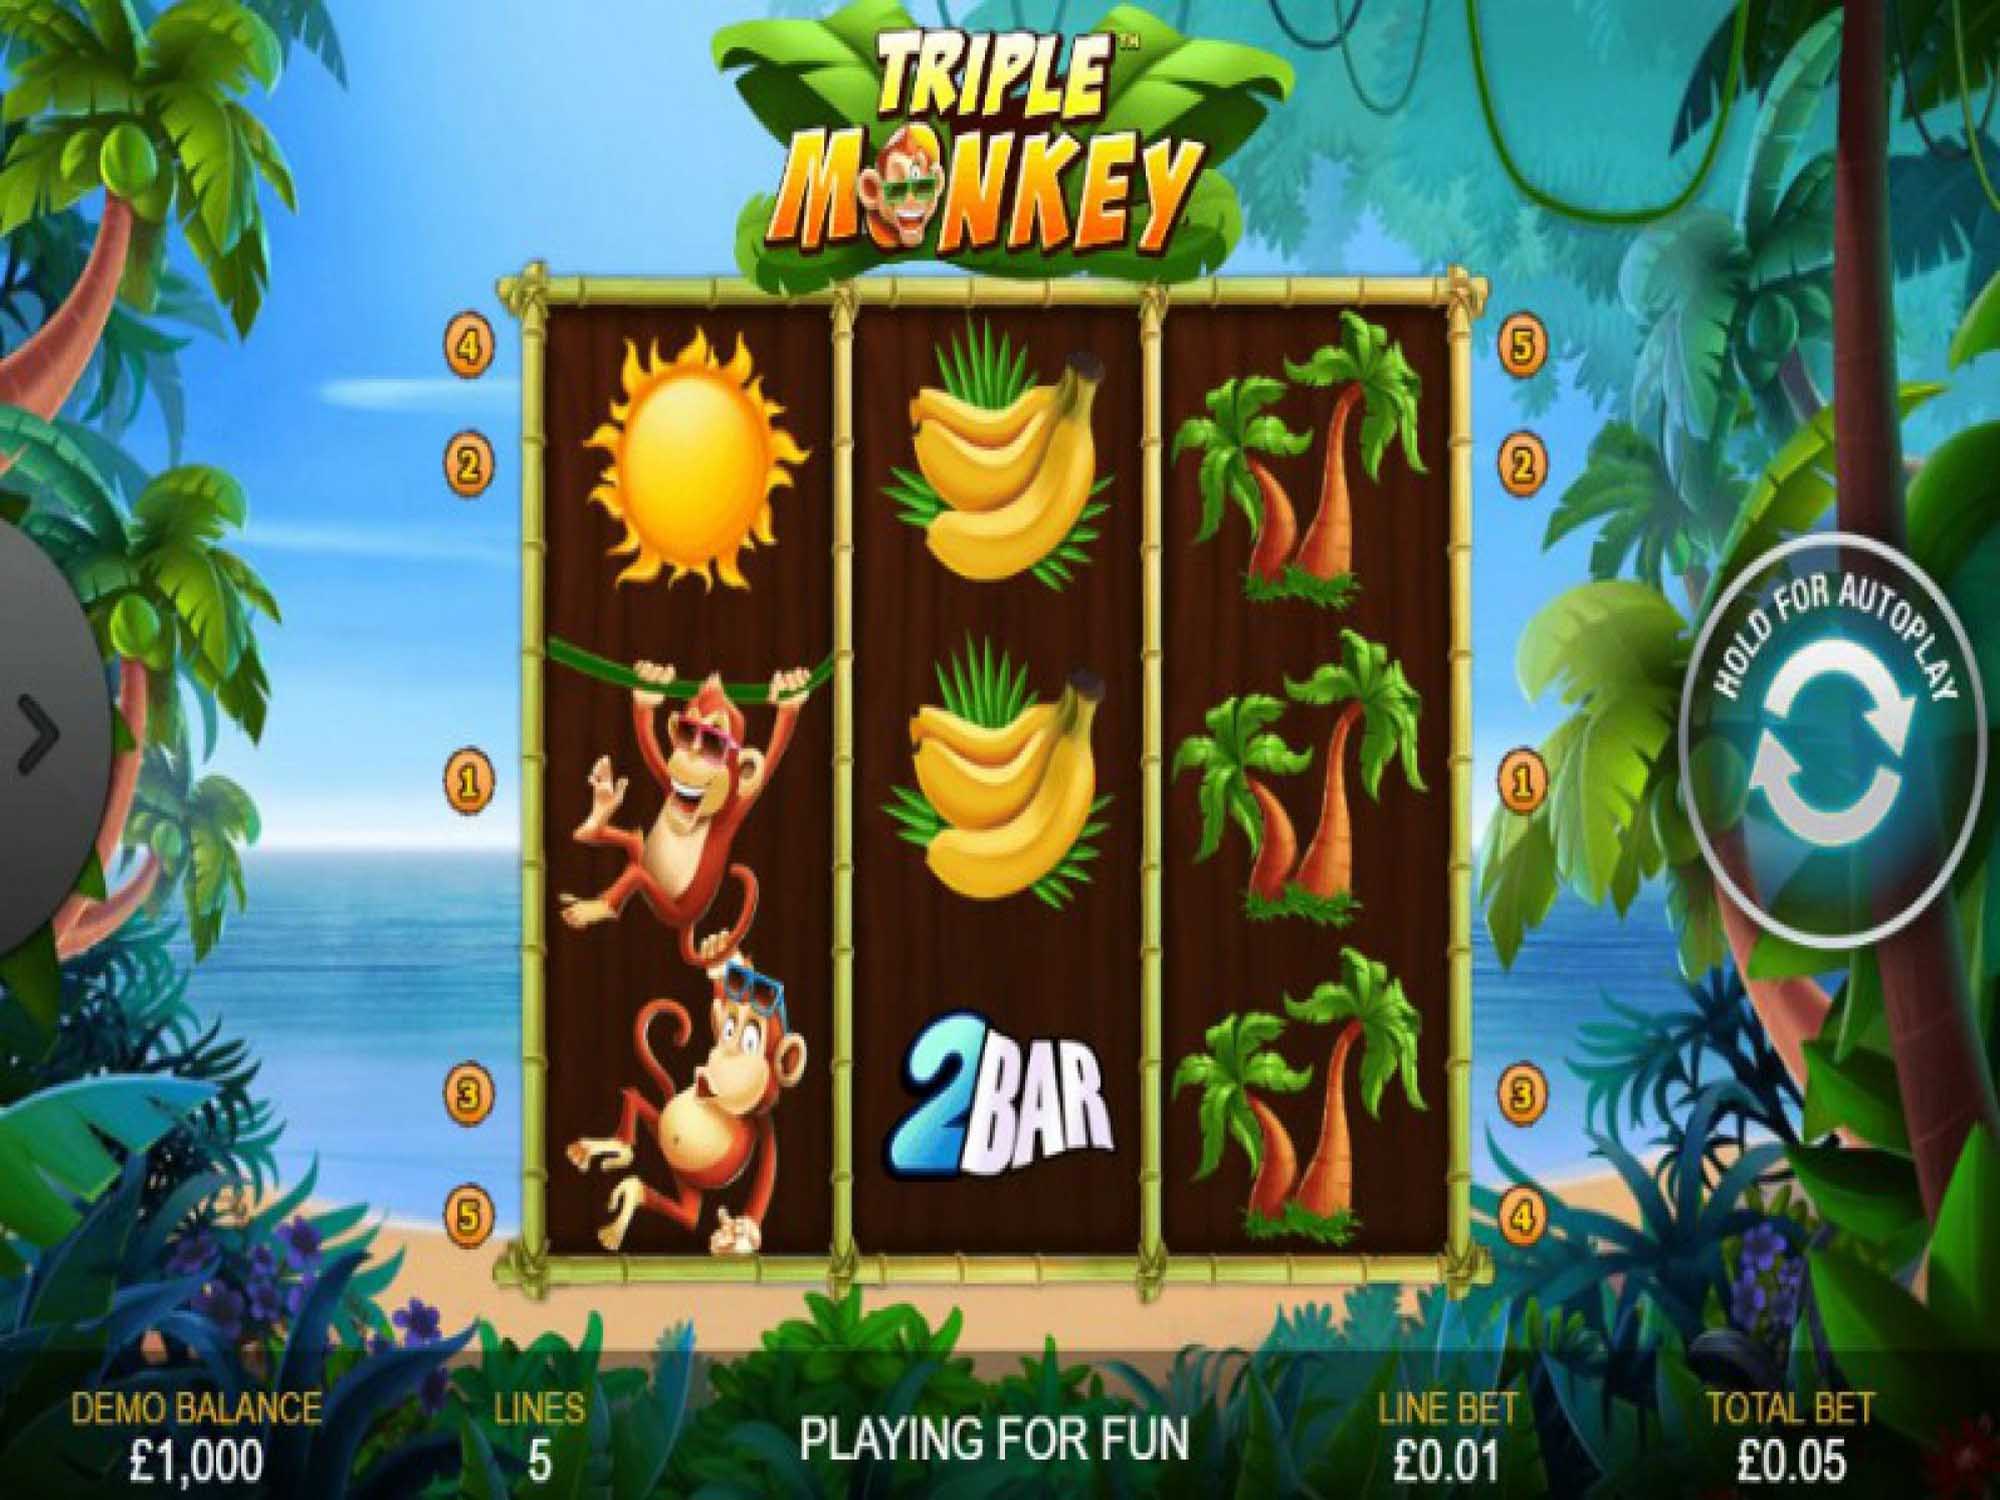 TRIPLE™
MONKEY
4 5
2 2
HOLD FOR AUTOPLAY
1 1
2BAR
3 3
5 4
DEMO BALANCE LINES LINE BET TOTAL BET
£1,000 5 PLAYING FOR FUN £0.01 £0.05